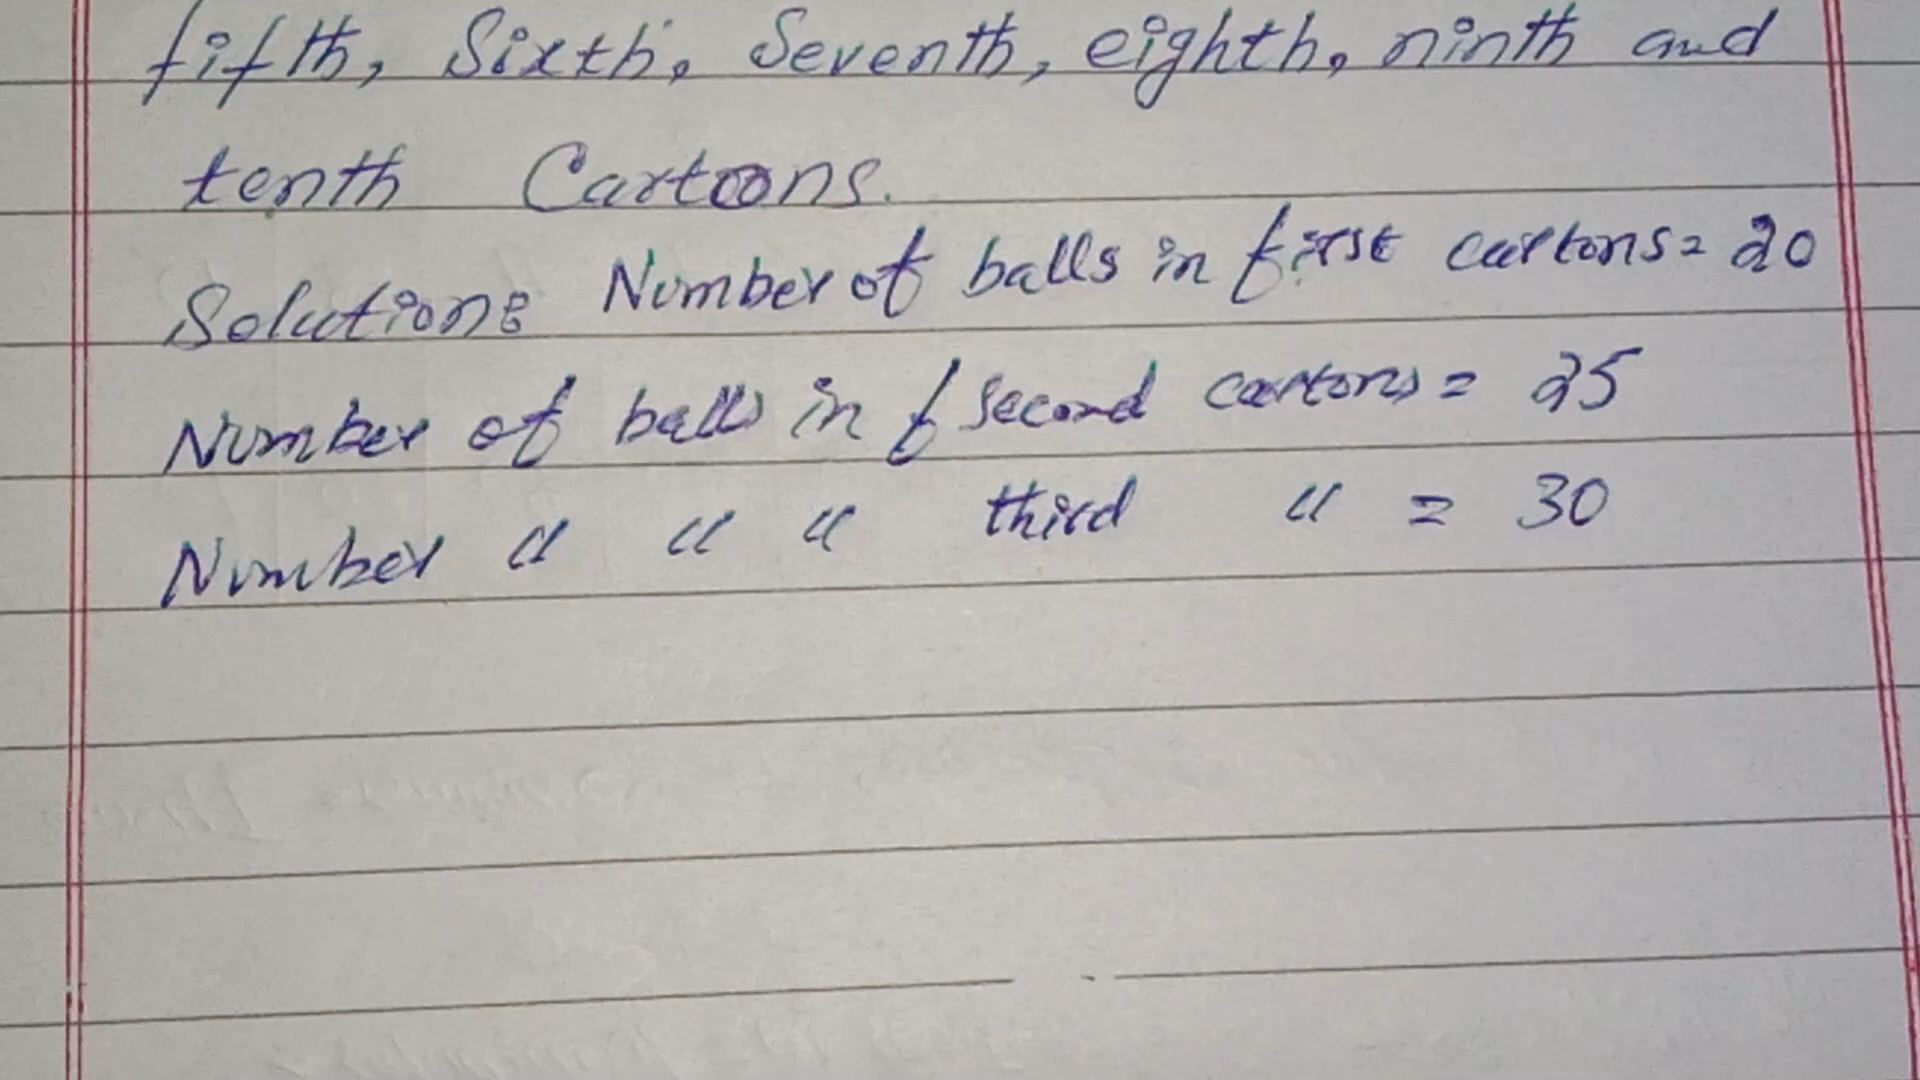 fifth, Sixth, Seventh, eighth, ninth and
tenth Cartoons.
Solution: Number of balls in first cartons = 20
Number of balls in f second cartons = 25
Number " " " third " = 30